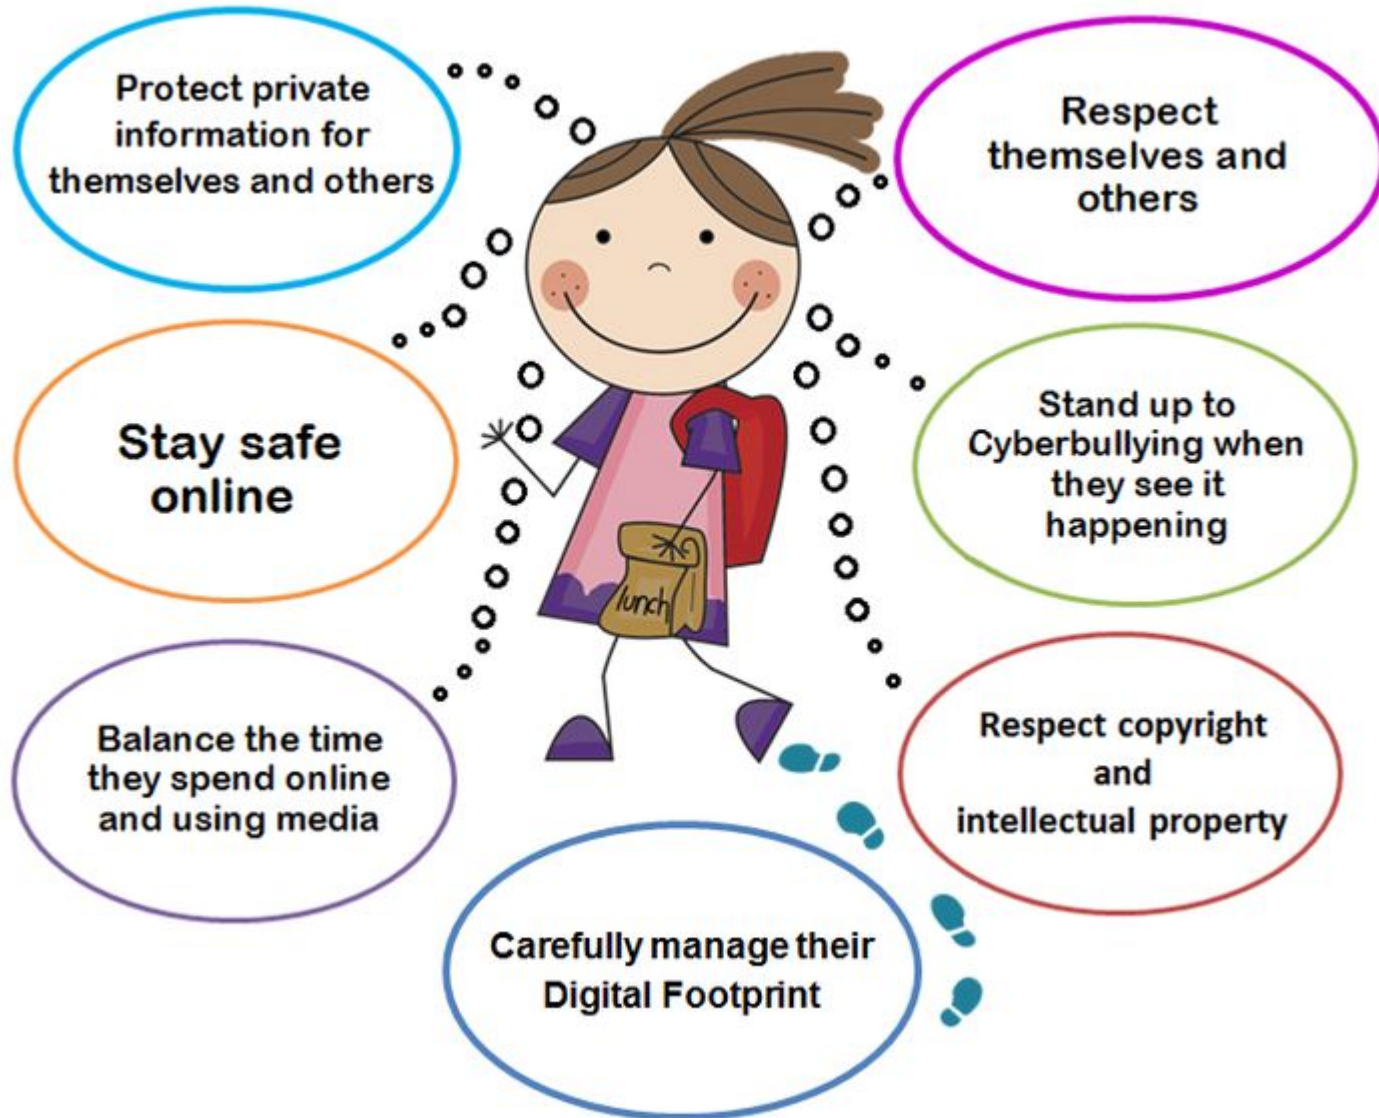 Protect private
information for
themselves and others
Respect
themselves and
others
Stay safe
online
Stand up to
Cyberbullying when
they see it
happening
lunch
Balance the time
they spend online
and using media
Respect copyright
and
intellectual property
Carefully manage their
Digital Footprint